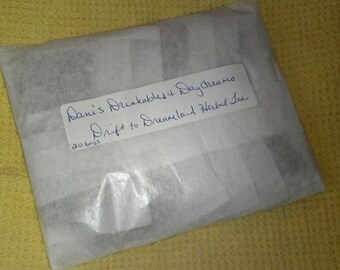 Dani's Drinkables & Daydreams
Drift to Dreamland Herbal Tea
20 bags